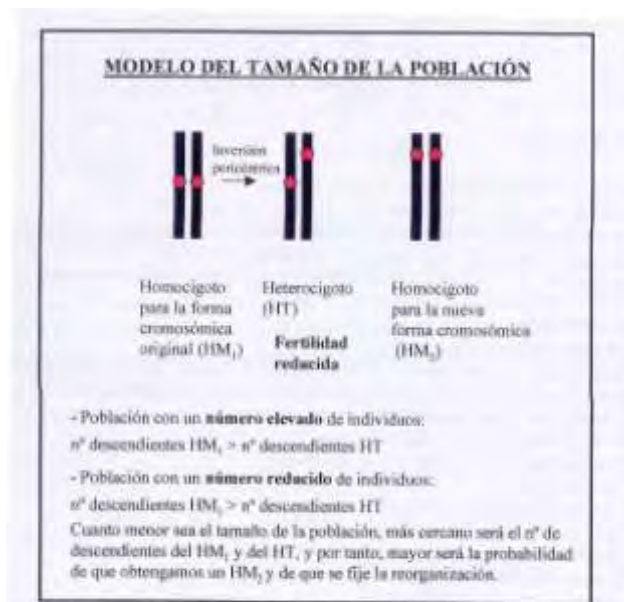 MODELO DEL TAMAÑO DE LA POBLACIÓN
Inversión
pericéntrica
Homocigoto
para la forma
cromosómica
original (HM₁)
Heterocigoto
(HT)
Fertilidad
reducida
Homocigoto
para la nueva
forma cromosómica
(HM₂)
- Población con un número elevado de individuos:
nº descendientes HM₁ > nº descendientes HT
- Población con un número reducido de individuos:
nº descendientes HM₁ > nº descendientes HT
Cuanto menor sea el tamaño de la población, más cercano será el nº de
descendientes del HM₁ y del HT, y por tanto, mayor será la probabilidad
de que obtengamos un HM₂ y de que se fije la reorganización.